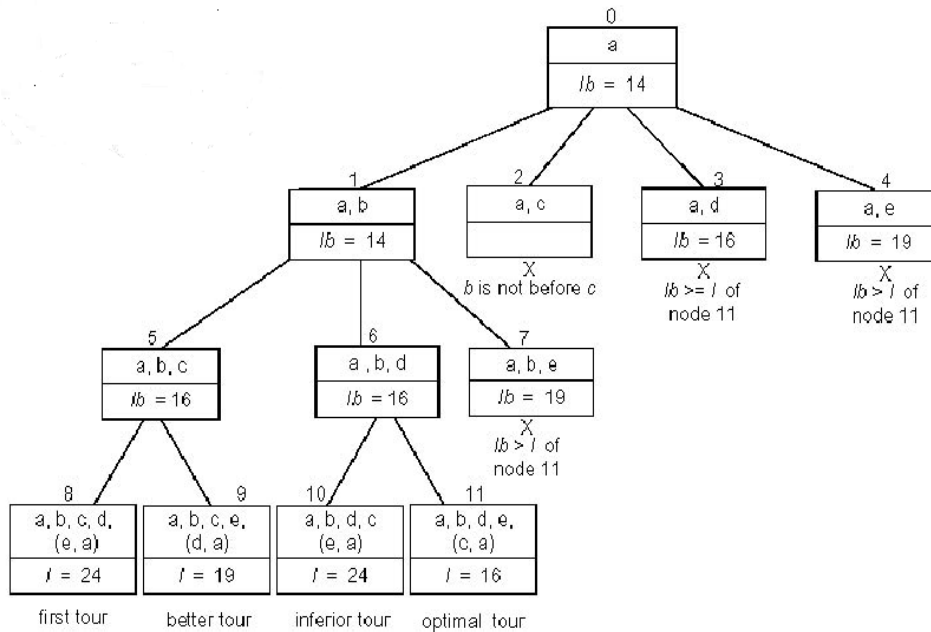 0
a
lb = 14
1
a, b
lb = 14
2
a, c
X
b is not before c
3
a, d
lb = 16
X
lb >= l of
node 11
4
a, e
lb = 19
X
lb > l of
node 11
5
a, b, c
lb = 16
6
a , b, d
lb = 16
7
a, b, e
lb = 19
X
lb > l of
node 11
8
a, b, c, d,
(e, a)
l = 24
first tour
9
a, b, c, e,
(d, a)
l = 19
better tour
10
a, b, d, c
(e, a)
l = 24
inferior tour
11
a, b, d, e,
(c, a)
l = 16
optimal tour